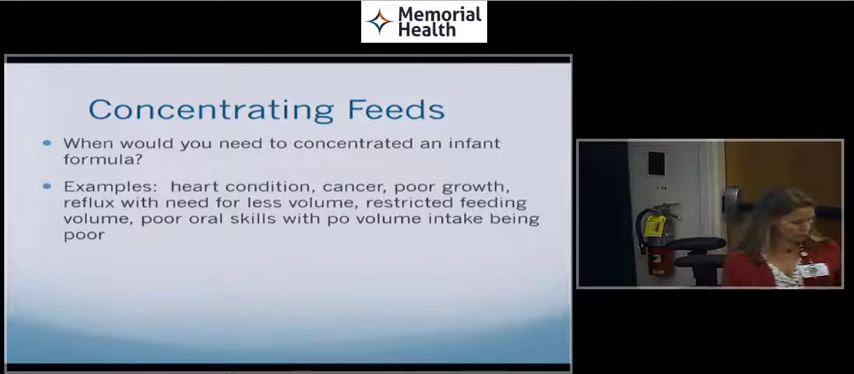 Memorial
Health
Concentrating Feeds
When would you need to concentrated an infant
formula?
Examples: heart condition, cancer, poor growth,
reflux with need for less volume, restricted feeding
volume, poor oral skills with po volume intake being
poor